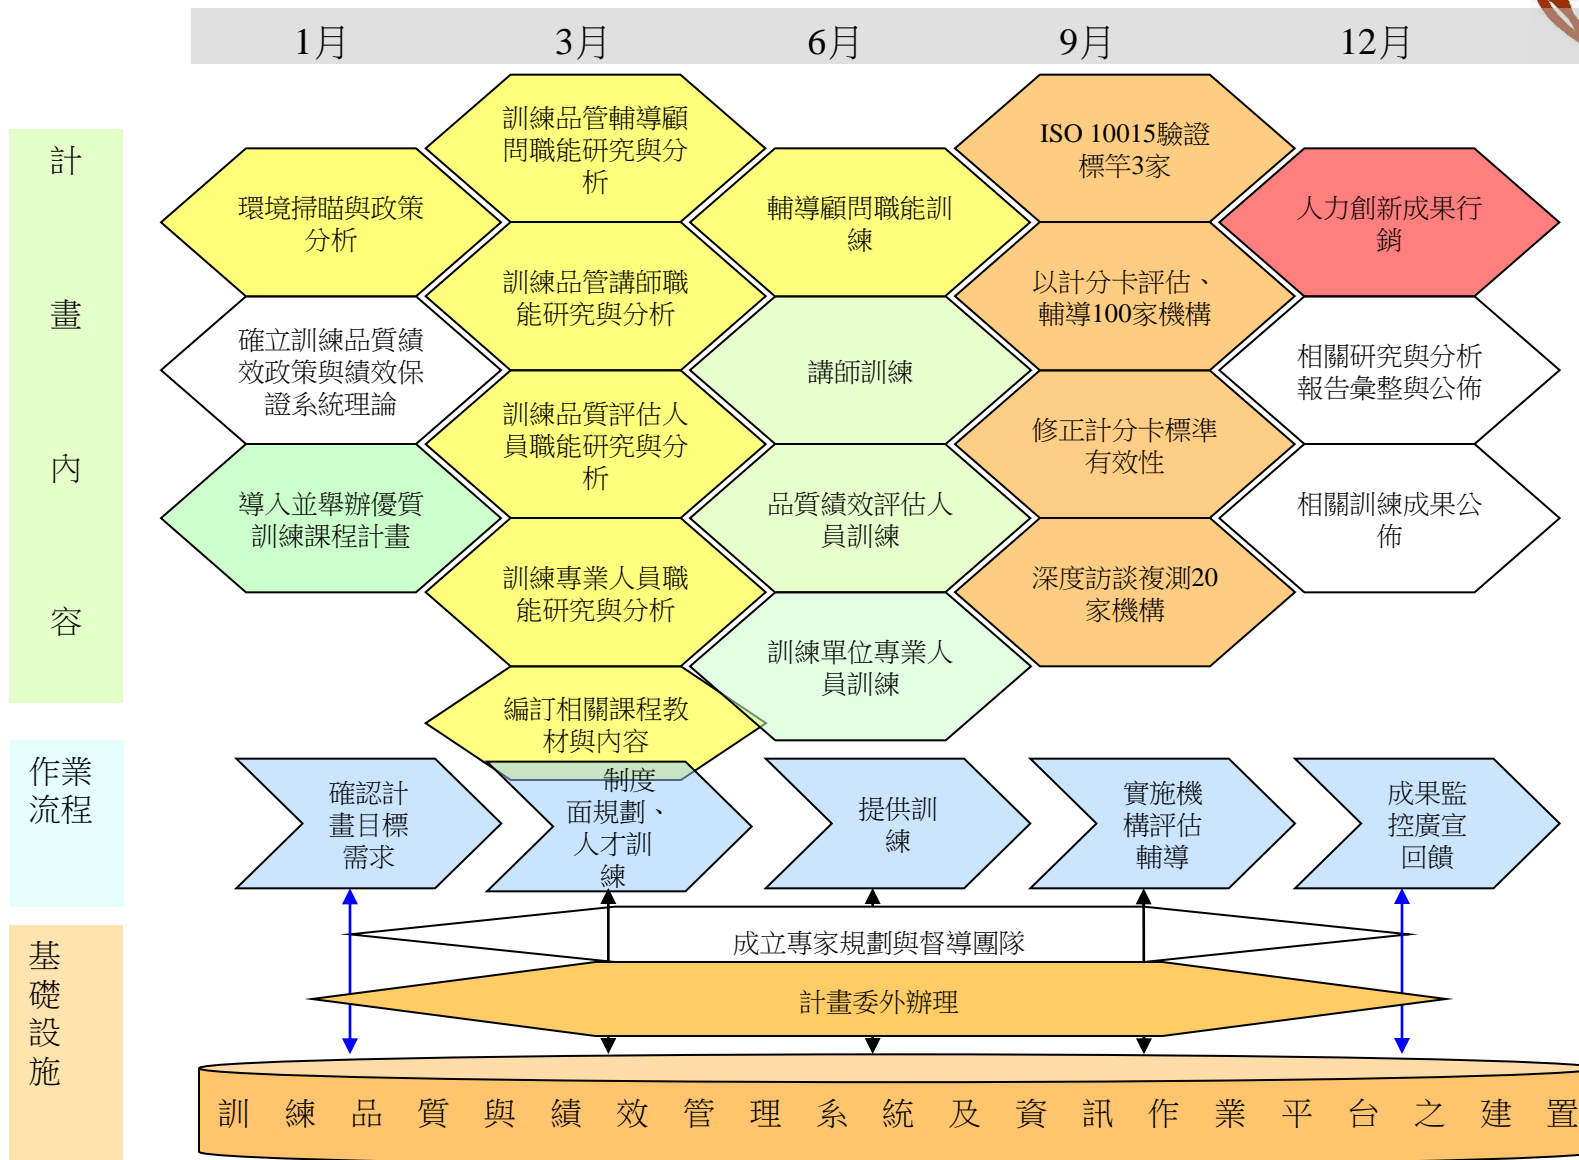 1月
3月
6月
9月
12月
計
畫
內
容
環境掃瞄與政策
分析
確立訓練品質績
效政策與績效保
證系統理論
導入並舉辦優質
訓練課程計畫
訓練品管輔導顧
問職能研究與分
析
訓練品管講師職
能研究與分析
訓練品質評估人
員職能研究與分
析
訓練專業人員職
能研究與分析
編訂相關課程教
材與內容
輔導顧問職能訓
練
講師訓練
品質績效評估人
員訓練
訓練單位專業人
員訓練
ISO 10015驗證
標竿3家
以計分卡評估、
輔導100家機構
修正計分卡標準
有效性
深度訪談複測20
家機構
人力創新成果行
銷
相關研究與分析
報告彙整與公佈
相關訓練成果公
佈
作業
流程
確認計
畫目標
需求
制度
面規劃、
人才訓
練
提供訓
練
實施機
構評估
輔導
成果監
控廣宣
回饋
基
礎
設
施
成立專家規劃與督導團隊
計畫委外辦理
訓練品質與績效管理系統及資訊作業平台之建置